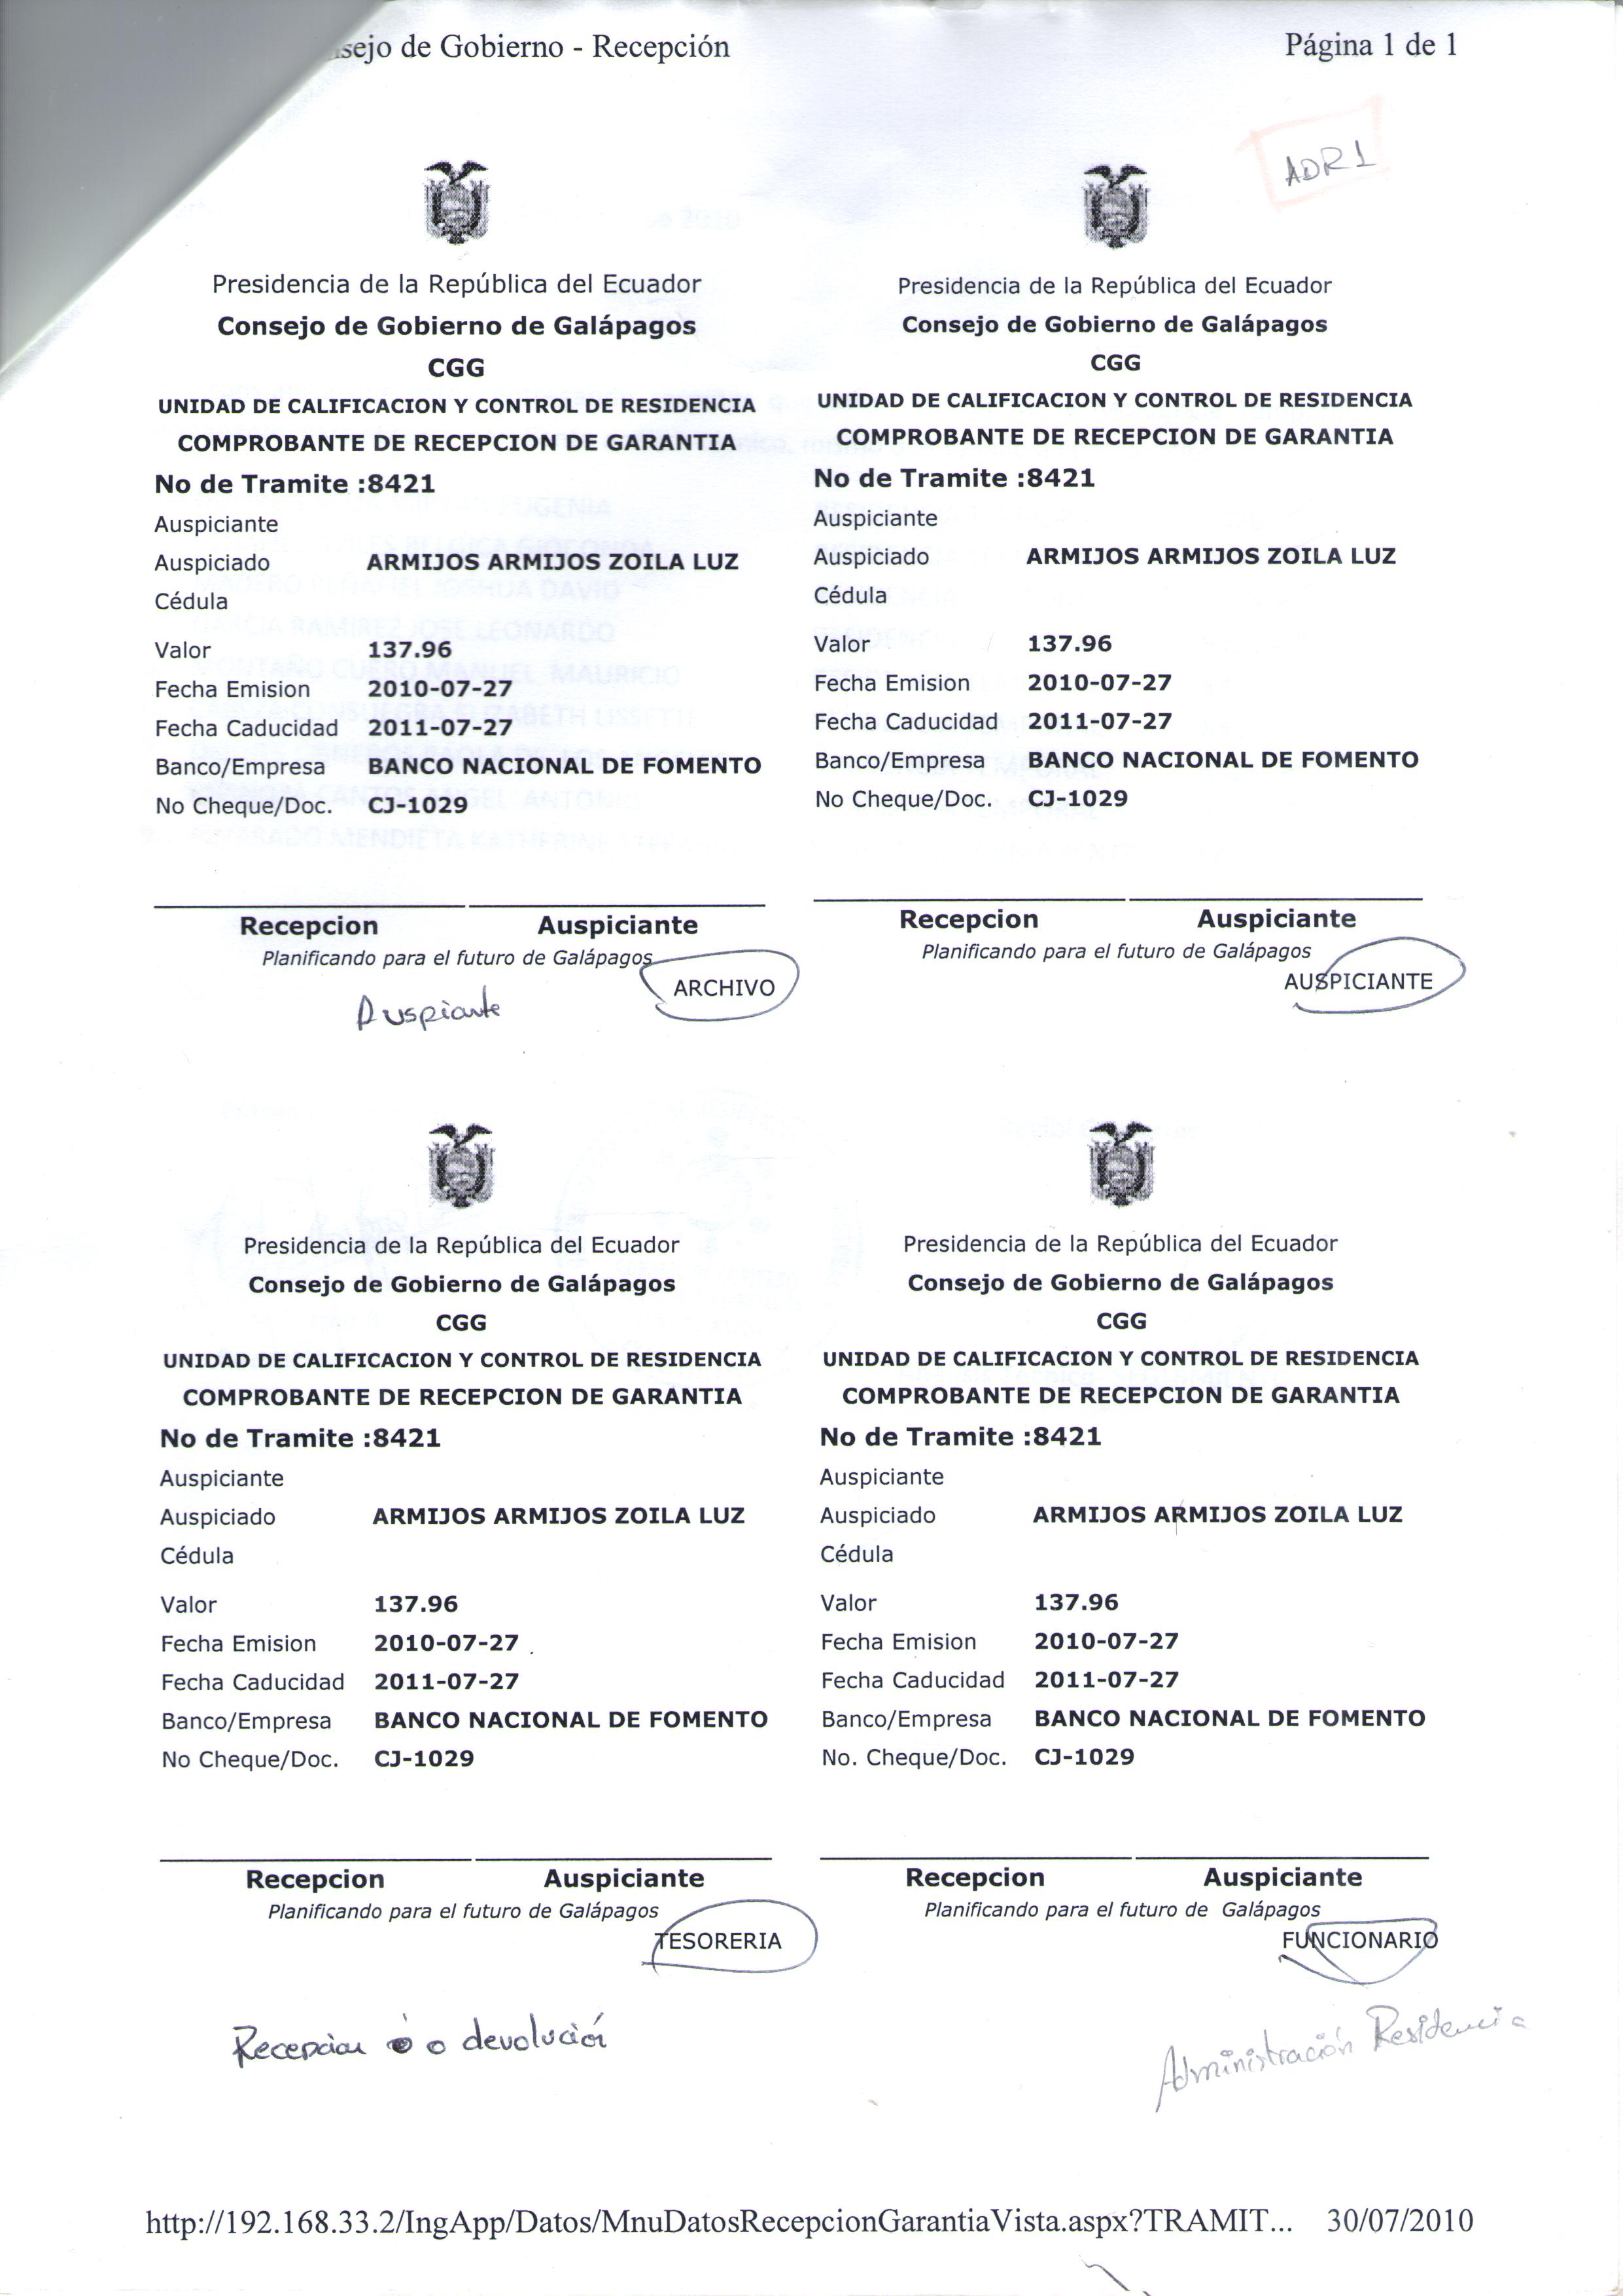 sejo de Gobierno - Recepción
Página 1 de 1
ADR1
Presidencia de la República del Ecuador
Consejo de Gobierno de Galápagos
CGG
UNIDAD DE CALIFICACION Y CONTROL DE RESIDENCIA
COMPROBANTE DE RECEPCION DE GARANTIA
No de Tramite :8421
Auspiciante
Auspiciado ARMIJOS ARMIJOS ZOILA LUZ
Cédula
Valor 137.96
Fecha Emision 2010-07-27
Fecha Caducidad 2011-07-27
Banco/Empresa BANCO NACIONAL DE FOMENTO
No Cheque/Doc. CJ-1029
Recepcion Auspiciante
Planificando para el futuro de Galápagos
ARCHIVO
Auspiante
Presidencia de la República del Ecuador
Consejo de Gobierno de Galápagos
CGG
UNIDAD DE CALIFICACION Y CONTROL DE RESIDENCIA
COMPROBANTE DE RECEPCION DE GARANTIA
No de Tramite :8421
Auspiciante
Auspiciado ARMIJOS ARMIJOS ZOILA LUZ
Cédula
Valor 137.96
Fecha Emision 2010-07-27
Fecha Caducidad 2011-07-27
Banco/Empresa BANCO NACIONAL DE FOMENTO
No Cheque/Doc. CJ-1029
Recepcion Auspiciante
Planificando para el futuro de Galápagos
AUSPICIANTE
Presidencia de la República del Ecuador
Consejo de Gobierno de Galápagos
CGG
UNIDAD DE CALIFICACION Y CONTROL DE RESIDENCIA
COMPROBANTE DE RECEPCION DE GARANTIA
No de Tramite :8421
Auspiciante
Auspiciado ARMIJOS ARMIJOS ZOILA LUZ
Cédula
Valor 137.96
Fecha Emision 2010-07-27
Fecha Caducidad 2011-07-27
Banco/Empresa BANCO NACIONAL DE FOMENTO
No Cheque/Doc. CJ-1029
Recepcion Auspiciante
Planificando para el futuro de Galápagos
TESORERIA
Recepcion o devolución
Presidencia de la República del Ecuador
Consejo de Gobierno de Galápagos
CGG
UNIDAD DE CALIFICACION Y CONTROL DE RESIDENCIA
COMPROBANTE DE RECEPCION DE GARANTIA
No de Tramite :8421
Auspiciante
Auspiciado ARMIJOS ARMIJOS ZOILA LUZ
Cédula
Valor 137.96
Fecha Emision 2010-07-27
Fecha Caducidad 2011-07-27
Banco/Empresa BANCO NACIONAL DE FOMENTO
No. Cheque/Doc. CJ-1029
Recepcion Auspiciante
Planificando para el futuro de Galápagos
FUNCIONARIO
Administración Residencia
http://192.168.33.2/IngApp/Datos/MnuDatosRecepcionGarantiaVista.aspx?TRAMIT... 30/07/2010